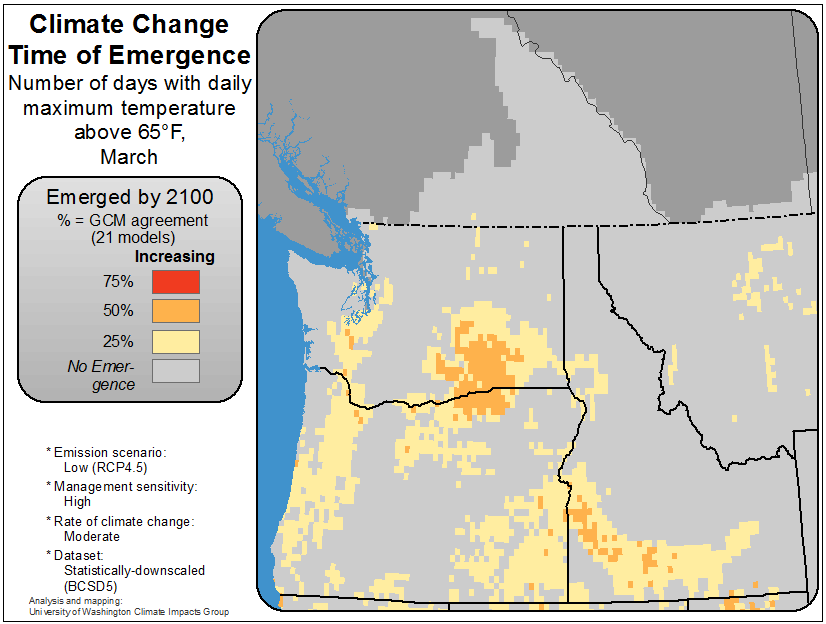 Climate Change
Time of Emergence
Number of days with daily
maximum temperature
above 65°F,
March
Emerged by 2100
% = GCM agreement
(21 models)
Increasing
75%
50%
25%
No Emer-
gence
* Emission scenario:
Low (RCP4.5)
* Management sensitivity:
High
* Rate of climate change:
Moderate
* Dataset:
Statistically-downscaled
(BCSD5)
Analysis and mapping:
University of Washington Climate Impacts Group